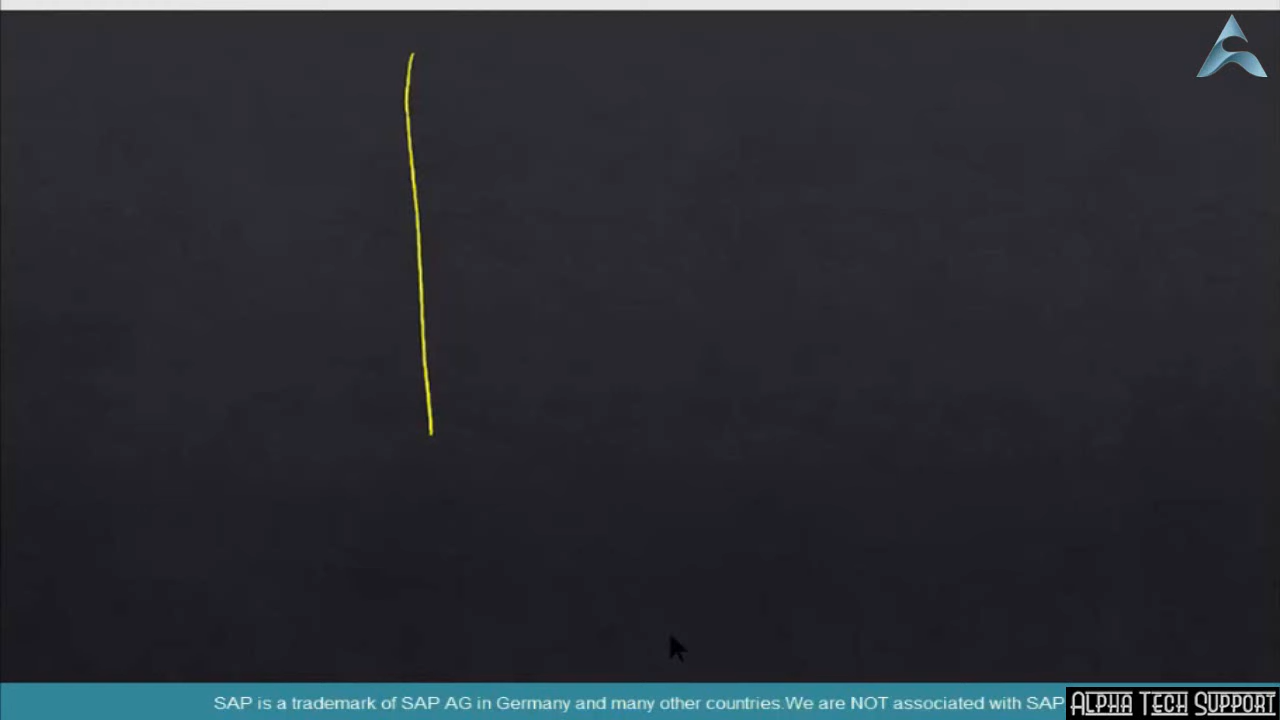 SAP is a trademark of SAP AG in Germany and many other countries.We are NOT associated with SAP
ALPHA TECH SUPPORT